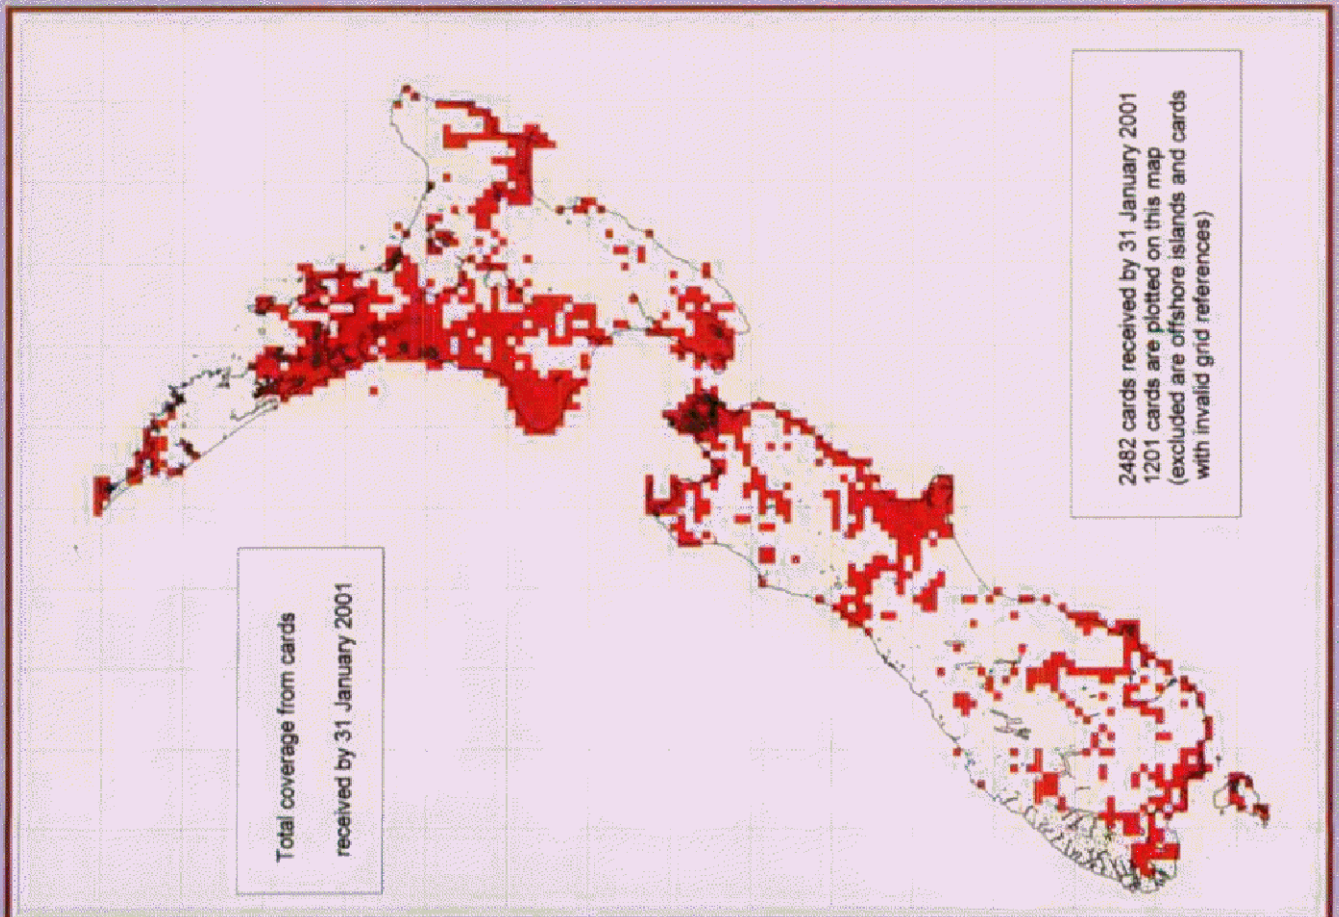 Total coverage from cards
received by 31 January 2001
2482 cards received by 31 January 2001
1201 cards are plotted on this map
(excluded are offshore islands and cards
with invalid grid references)